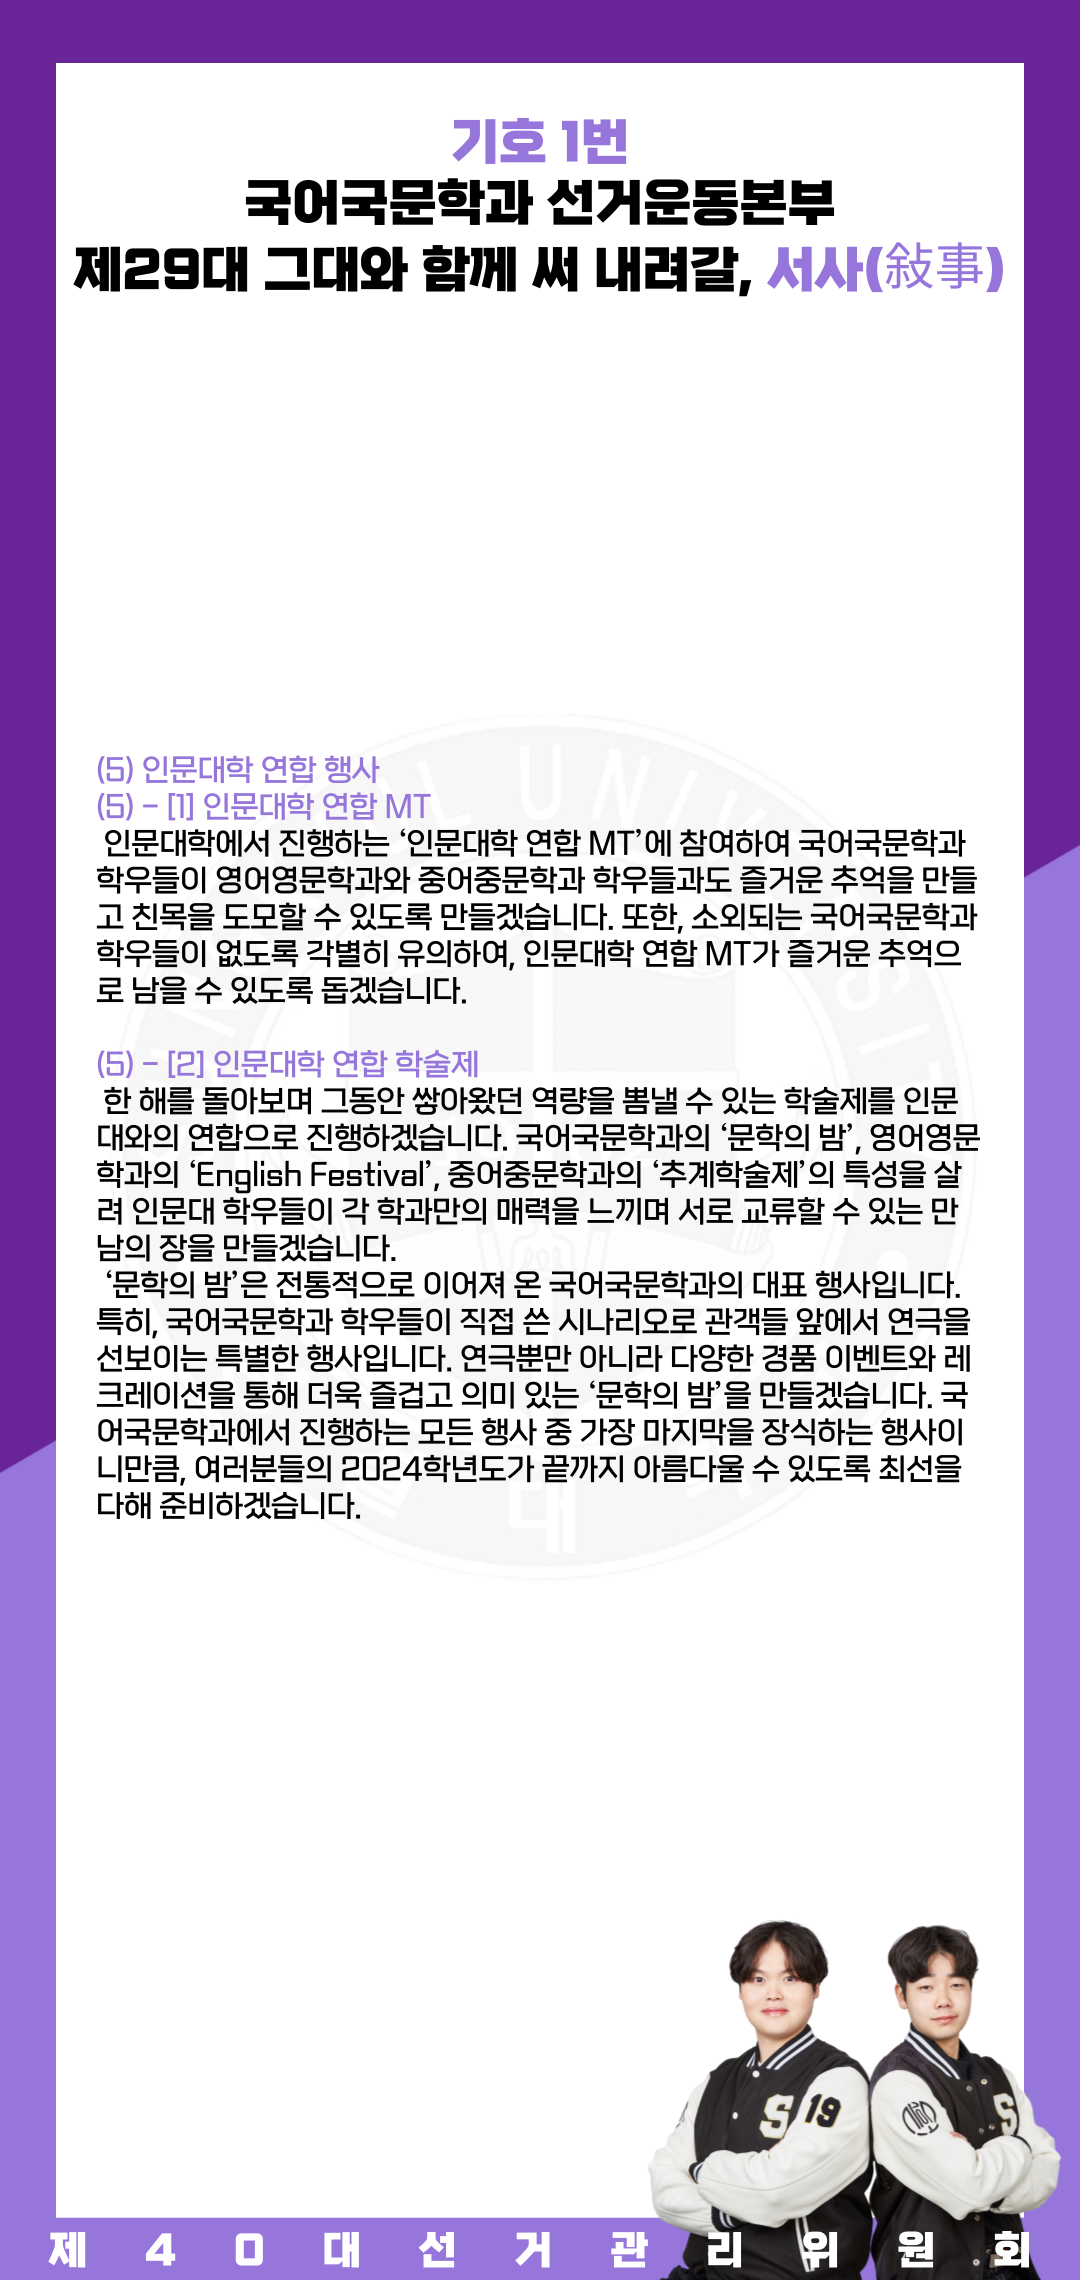 기호 1번
국어국문학과 선거운동본부
제29대 그대와 함께 써 내려갈, 서사(敍事)
(5) 인문대학 연합 행사
(5) - [1] 인문대학 연합 MT
인문대학에서 진행하는 ‘인문대학 연합 MT’에 참여하여 국어국문학과
학우들이 영어영문학과와 중어중문학과 학우들과도 즐거운 추억을 만들
고 친목을 도모할 수 있도록 만들겠습니다. 또한, 소외되는 국어국문학과
학우들이 없도록 각별히 유의하여, 인문대학 연합 MT가 즐거운 추억으
로 남을 수 있도록 돕겠습니다.
(5) - [2] 인문대학 연합 학술제
한 해를 돌아보며 그동안 쌓아왔던 역량을 뽐낼 수 있는 학술제를 인문
대와의 연합으로 진행하겠습니다. 국어국문학과의 ‘문학의 밤’, 영어영문
학과의 ‘English Festival’, 중어중문학과의 ‘추계학술제’의 특성을 살
려 인문대 학우들이 각 학과만의 매력을 느끼며 서로 교류할 수 있는 만
남의 장을 만들겠습니다.
‘문학의 밤’은 전통적으로 이어져 온 국어국문학과의 대표 행사입니다.
특히, 국어국문학과 학우들이 직접 쓴 시나리오로 관객들 앞에서 연극을
선보이는 특별한 행사입니다. 연극뿐만 아니라 다양한 경품 이벤트와 레
크레이션을 통해 더욱 즐겁고 의미 있는 ‘문학의 밤’을 만들겠습니다. 국
어국문학과에서 진행하는 모든 행사 중 가장 마지막을 장식하는 행사이
니만큼, 여러분들의 2024학년도가 끝까지 아름다울 수 있도록 최선을
다해 준비하겠습니다.
S 19
S
제40대선거관리위원회